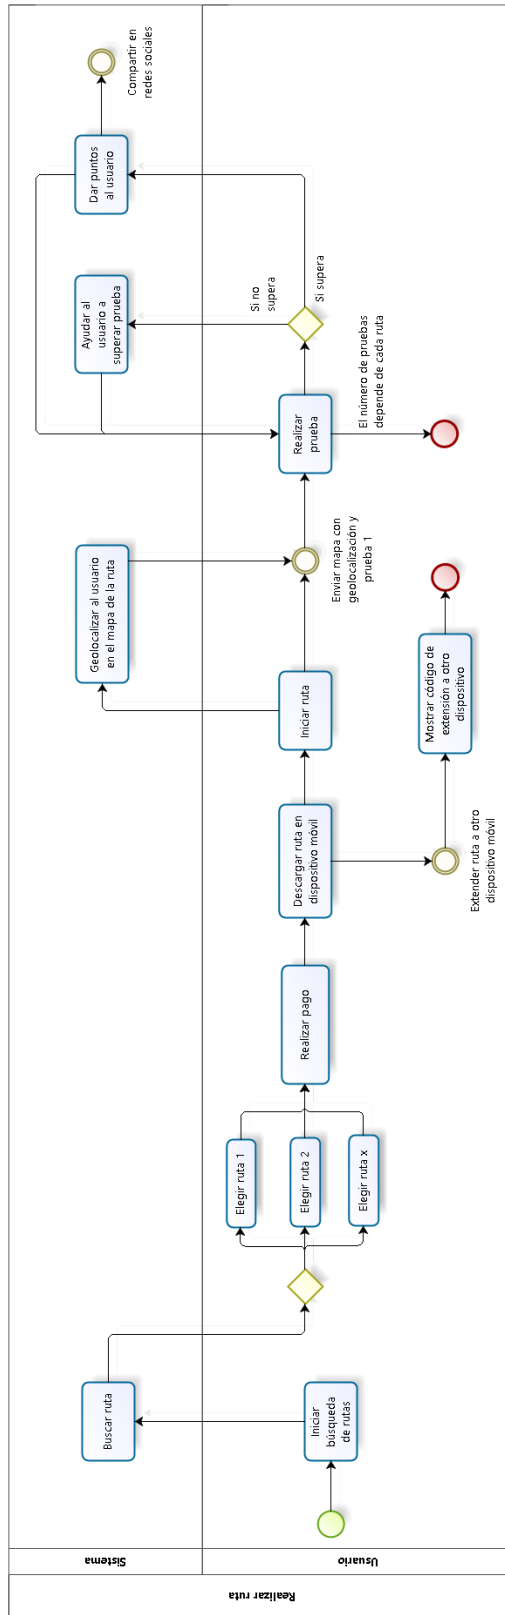 Realizar ruta
Sistema
Usuario
Iniciar
búsqueda
de rutas
Buscar ruta
Elegir ruta 1
Elegir ruta 2
Elegir ruta x
Realizar pago
Descargar ruta en
dispositivo móvil
Extender ruta a otro
dispositivo móvil
Mostrar código de
extensión a otro
dispositivo
Iniciar ruta
Geolocalizar al usuario
en el mapa de la ruta
Enviar mapa con
geolocalización y
prueba 1
Realizar
prueba
El número de pruebas
depende de cada ruta
Si no
supera
Si supera
Ayudar al
usuario a
superar prueba
Dar puntos
al usuario
Compartir en
redes sociales